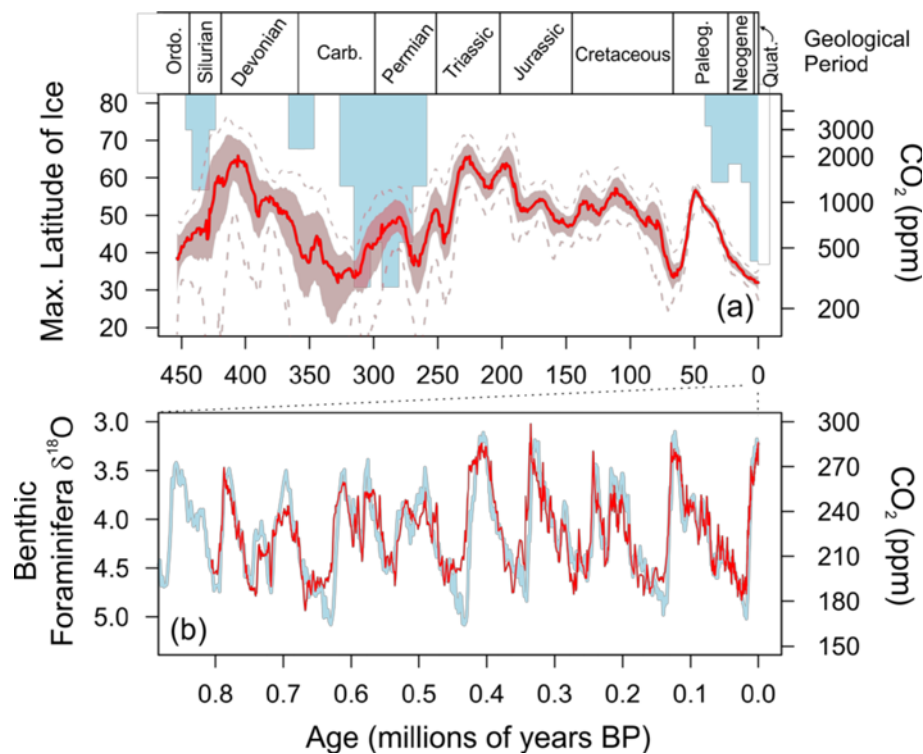 Ordo.
Silurian
Devonian
Carb.
Permian
Triassic
Jurassic
Cretaceous
Paleog.
Neogene
Quat.
Geological
Period
Max. Latitude of Ice
80
70
60
50
40
30
20
3000
2000
1000
500
200
CO2 (ppm)
(a)
450 400 350 300 250 200 150 100 50 0
Benthic
Foraminifera δ18O
3.0
3.5
4.0
4.5
5.0
300
270
240
210
180
150
CO2 (ppm)
(b)
0.8 0.7 0.6 0.5 0.4 0.3 0.2 0.1 0.0
Age (millions of years BP)